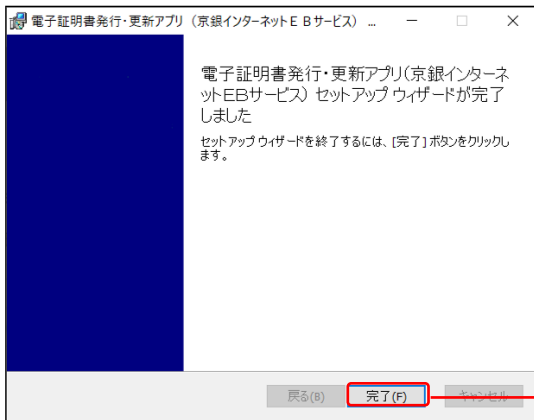 電子証明書発行・更新アプリ（京銀インターネットＥＢサービス） ...
電子証明書発行・更新アプリ(京銀インターネ
ットEBサービス) セットアップ ウィザードが完了
しました
セットアップ ウィザードを終了するには、[完了] ボタンをクリックし
ます。
戻る(B) 完了(F) キャンセル